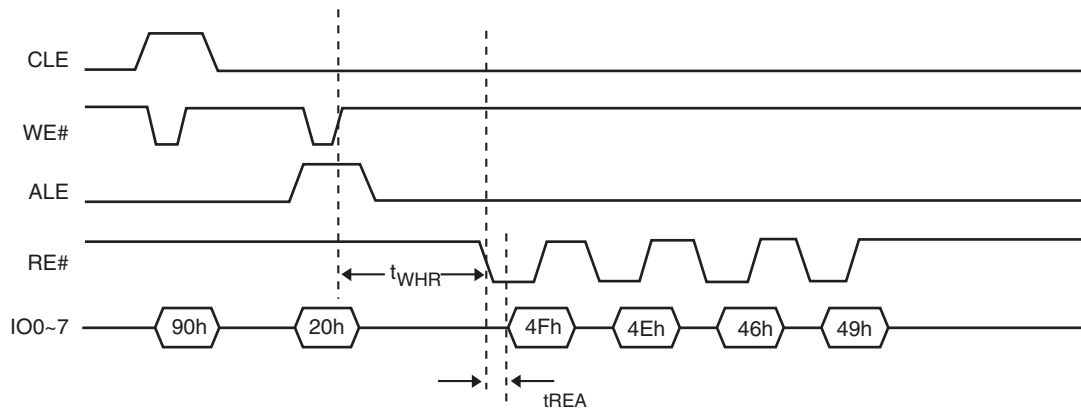 CLE
WE#
ALE
RE#
tWHR
IO0~7 90h 20h 4Fh 4Eh 46h 49h
tREA